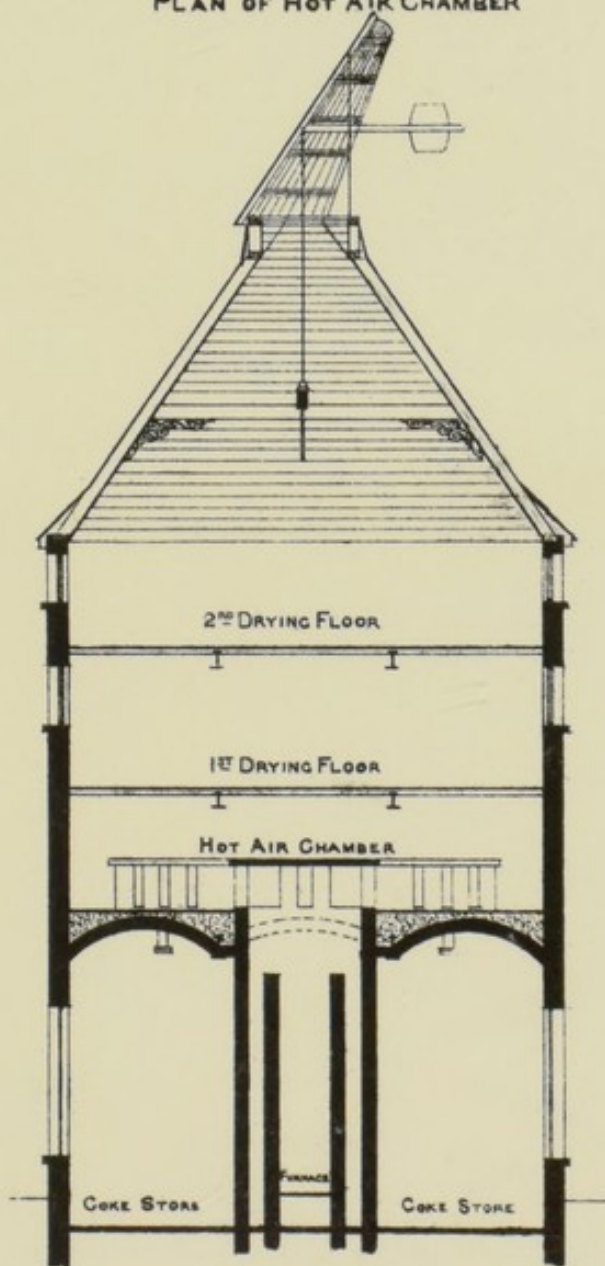 PLAN OF HOT AIR CHAMBER
2ND DRYING FLOOR
1ST DRYING FLOOR
HOT AIR CHAMBER
FURNACE
COKE STORE COKE STORE